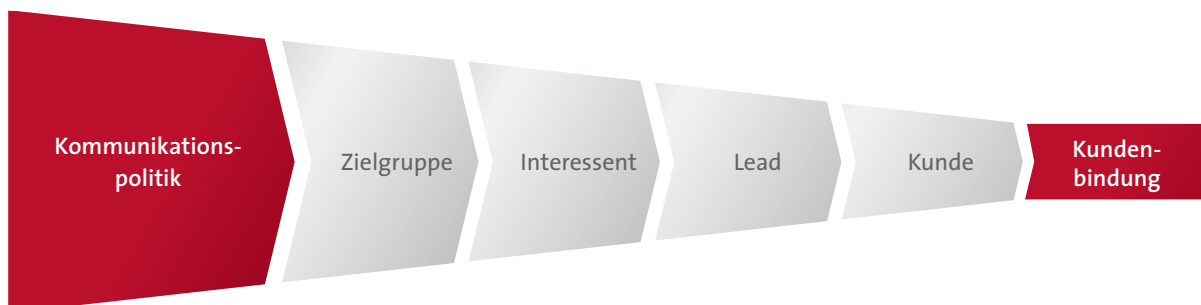 Kommunikations-
politik
Zielgruppe
Interessent
Lead
Kunde
Kunden-
bindung